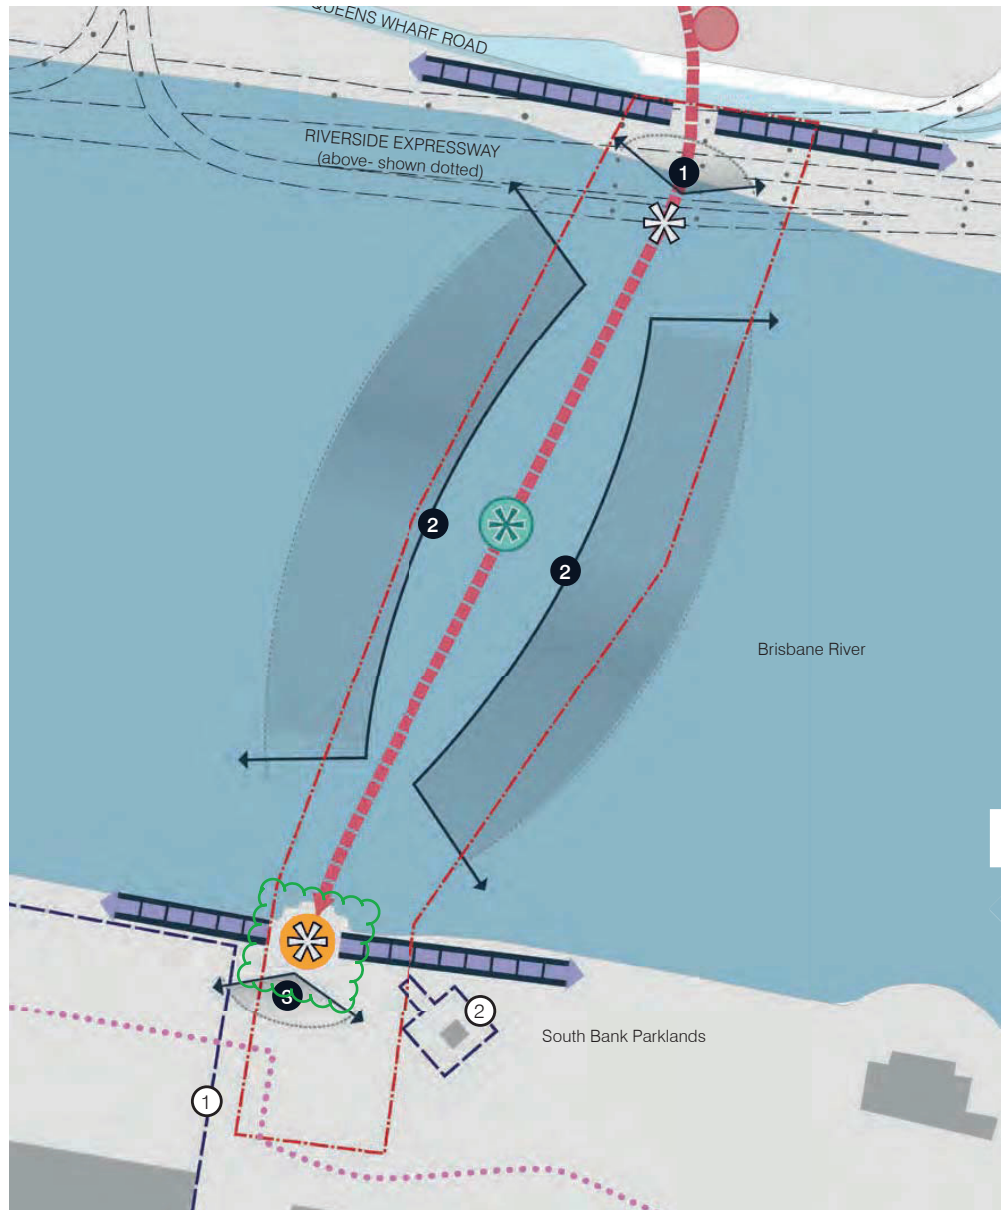 QUEENS WHARF ROAD
RIVERSIDE EXPRESSWAY
(above- shown dotted)
1
2
2
Brisbane River
3
2
South Bank Parklands
1